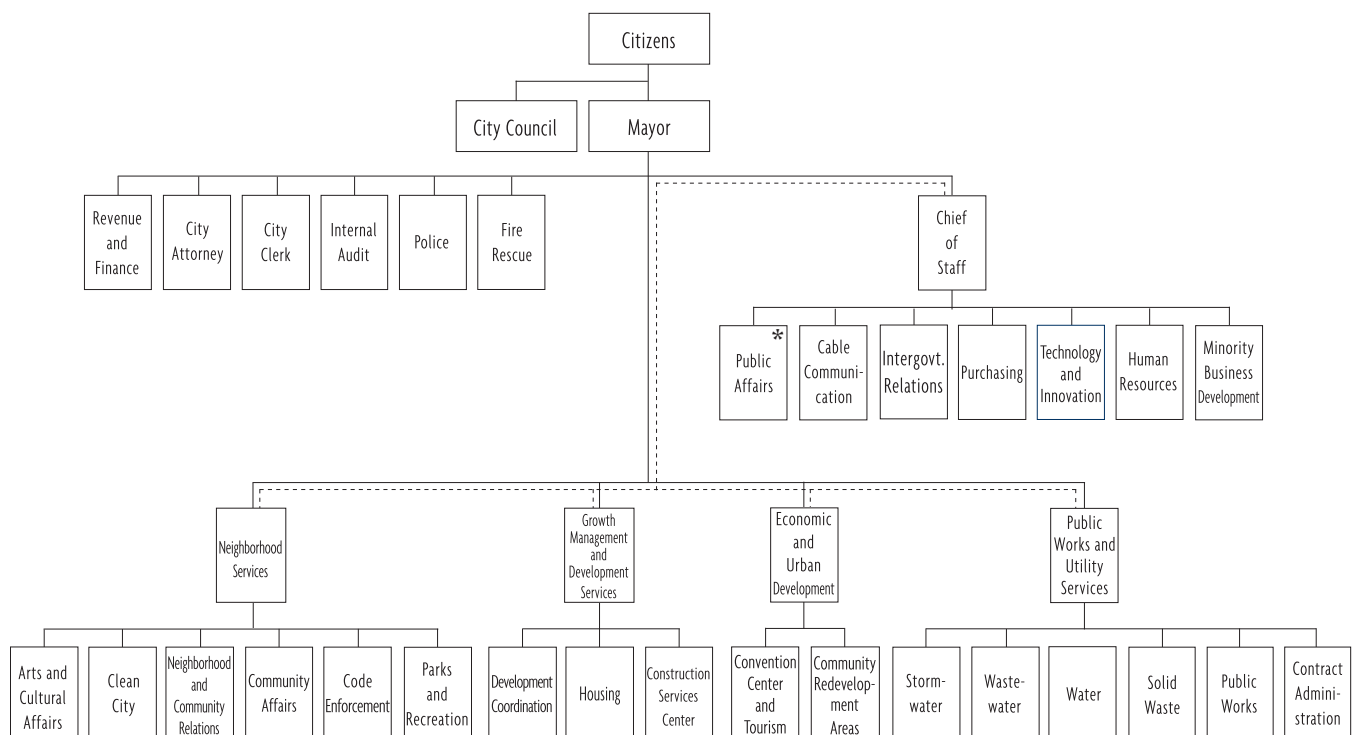 Citizens
City Council
Mayor
Revenue
and
Finance
City
Attorney
City
Clerk
Internal
Audit
Police
Fire
Rescue
Chief
of
Staff
*
Public
Affairs
Cable
Communi-
cation
Intergovt.
Relations
Purchasing
Technology
and
Innovation
Human
Resources
Minority
Business
Development
Neighborhood
Services
Growth
Management
and
Development
Services
Economic
and
Urban
Development
Public
Works and
Utility
Services
Arts and
Cultural
Affairs
Clean
City
Neighborhood
and
Community
Relations
Community
Affairs
Code
Enforcement
Parks
and
Recreation
Development
Coordination
Housing
Construction
Services
Center
Convention
Center
and
Tourism
Community
Redevelop-
ment
Areas
Storm-
water
Waste-
water
Water
Solid
Waste
Public
Works
Contract
Admini-
stration